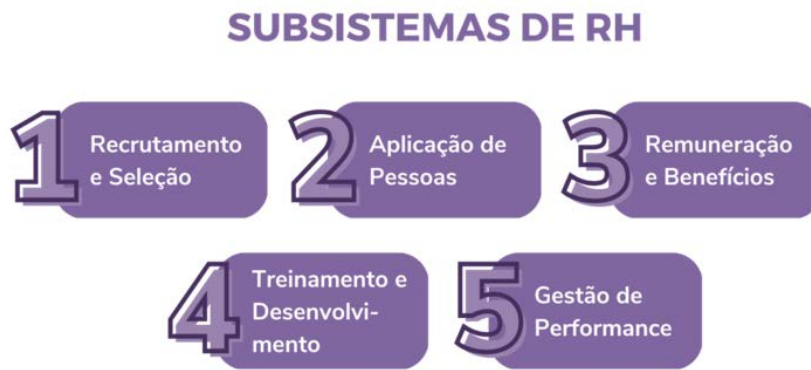 SUBSISTEMAS DE RH
1
Recrutamento
e Seleção
2
Aplicação de
Pessoas
3
Remuneração
e Benefícios
4
Treinamento e
Desenvolvi-
mento
5
Gestão de
Performance